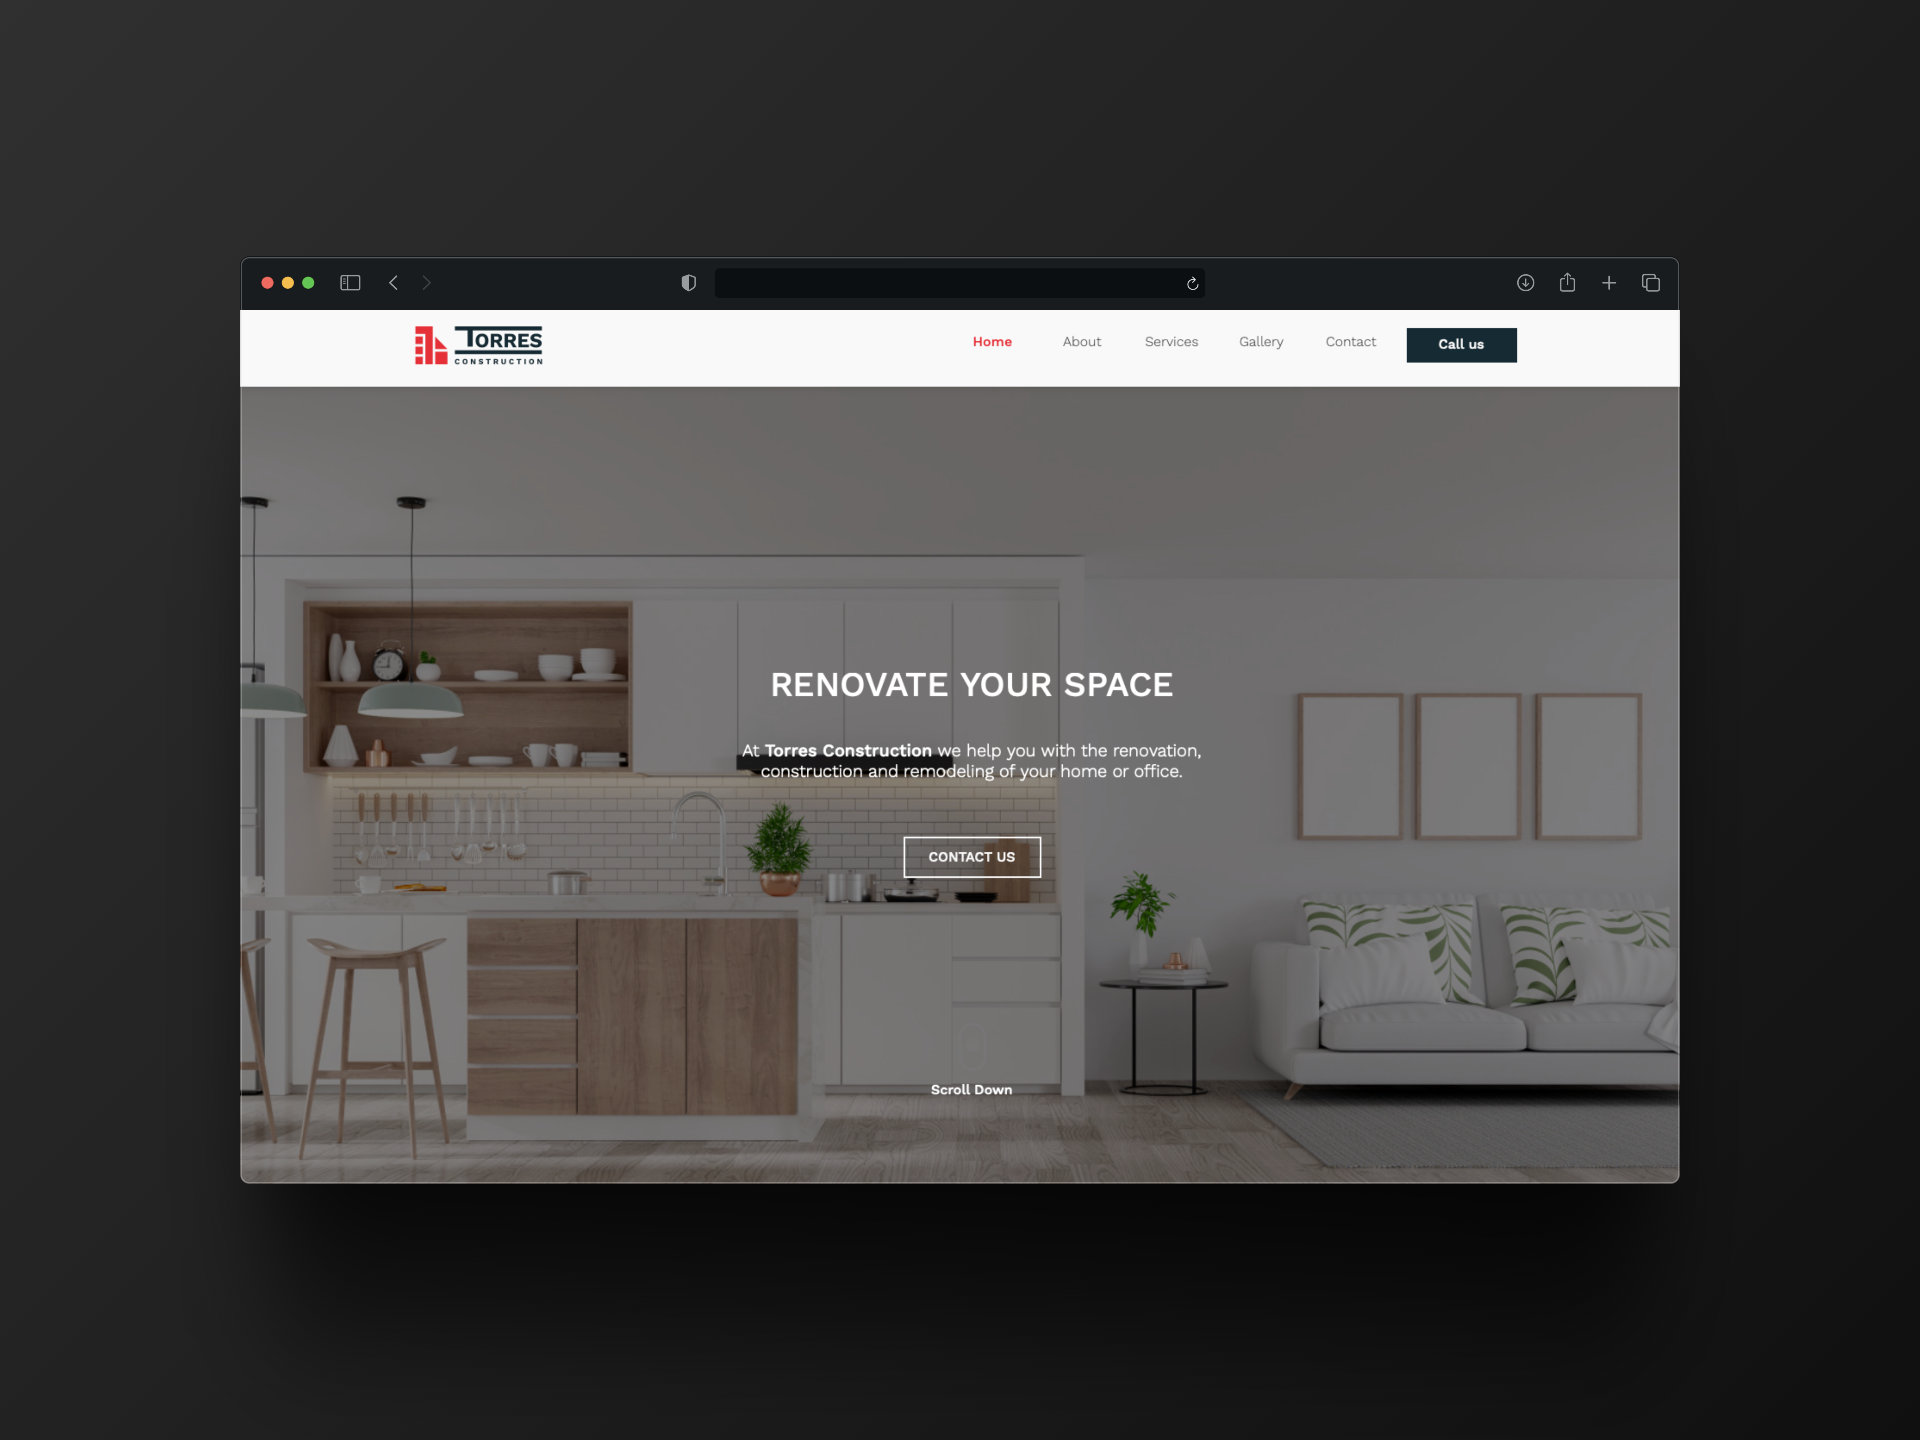 TORRES
CONSTRUCTION
Home About Services Gallery Contact Call us
RENOVATE YOUR SPACE
At Torres Construction we help you with the renovation,
construction and remodeling of your home or office.
CONTACT US
Scroll Down